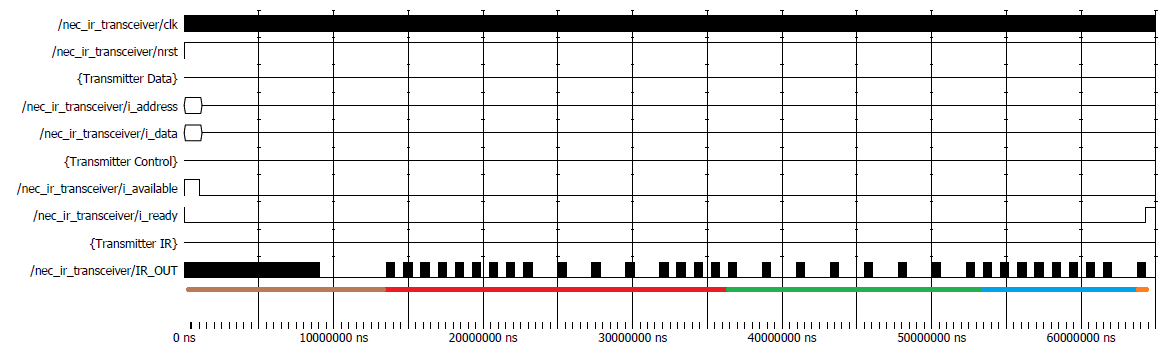 /nec_ir_transceiver/clk
/nec_ir_transceiver/nrst
{Transmitter Data}
/nec_ir_transceiver/i_address
/nec_ir_transceiver/i_data
{Transmitter Control}
/nec_ir_transceiver/i_available
/nec_ir_transceiver/i_ready
{Transmitter IR}
/nec_ir_transceiver/IR_OUT
0 ns 10000000 ns 20000000 ns 30000000 ns 40000000 ns 50000000 ns 60000000 ns